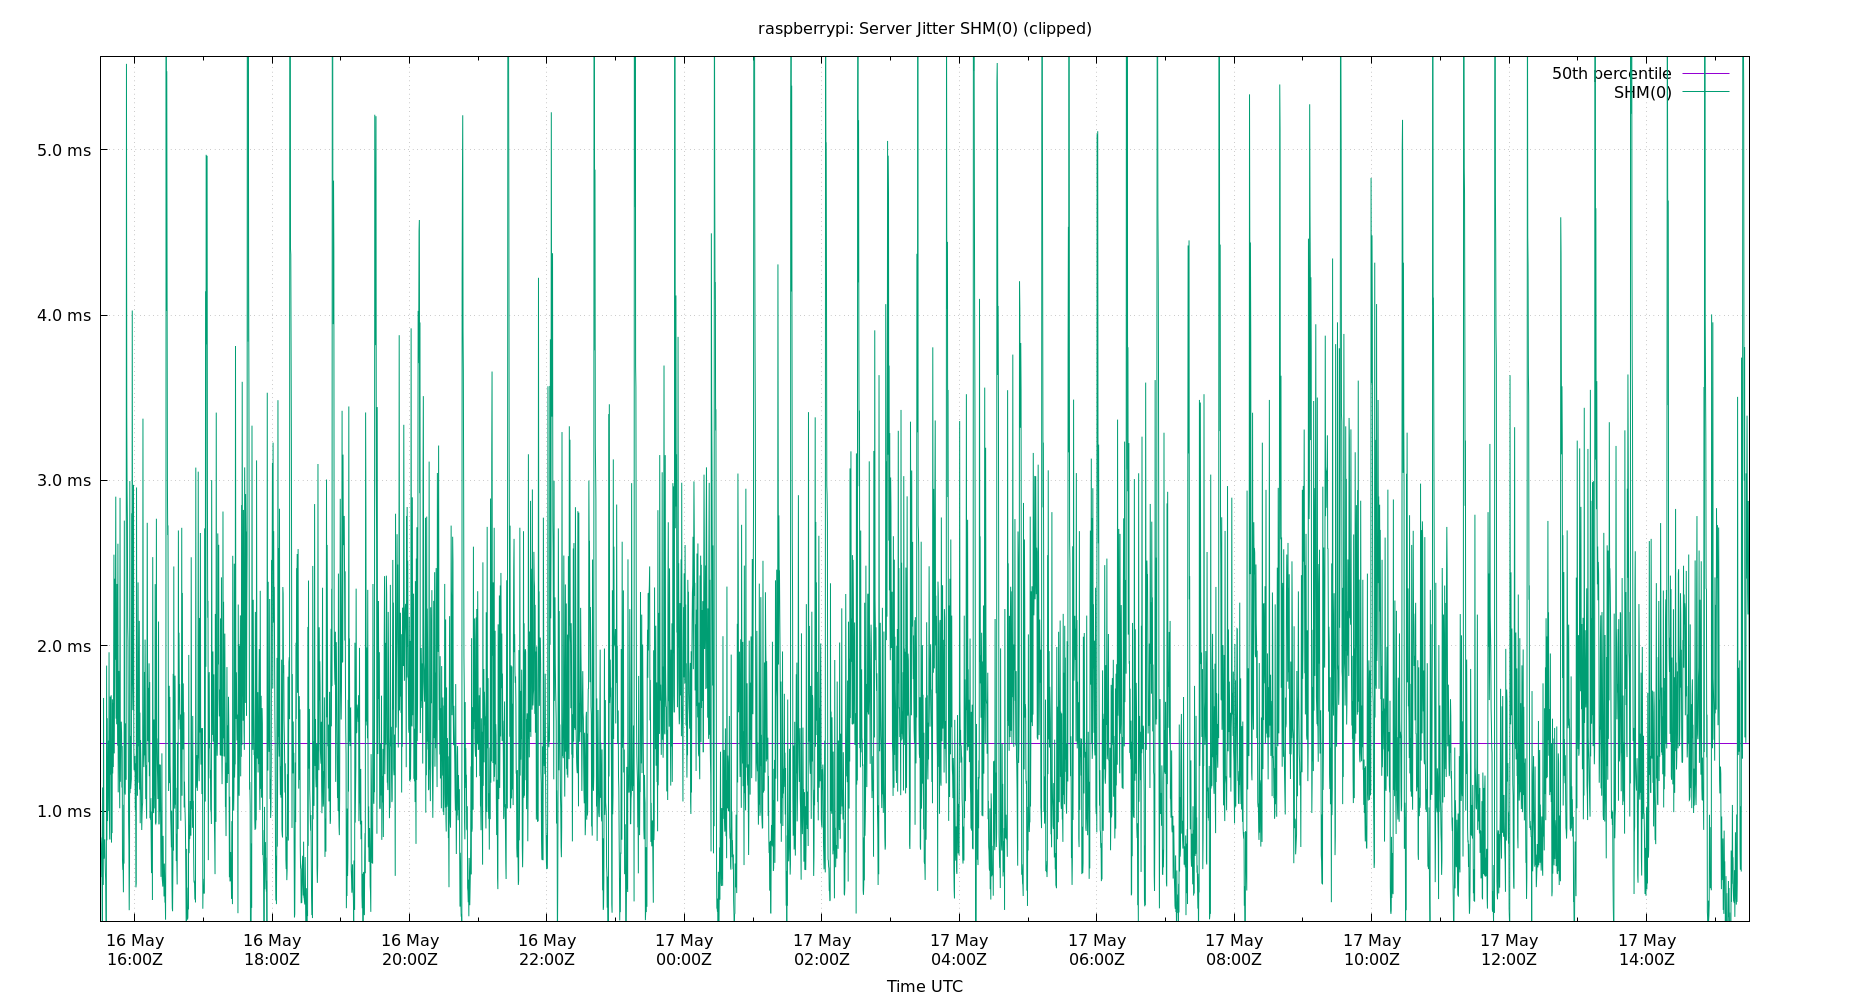 raspberrypi: Server Jitter SHM(0) (clipped)
50th percentile
SHM(0)
5.0 ms
4.0 ms
3.0 ms
2.0 ms
1.0 ms
16 May 16 May 16 May 16 May 17 May 17 May 17 May 17 May 17 May 17 May 17 May 17 May
16:00Z 18:00Z 20:00Z 22:00Z 00:00Z 02:00Z 04:00Z 06:00Z 08:00Z 10:00Z 12:00Z 14:00Z
Time UTC